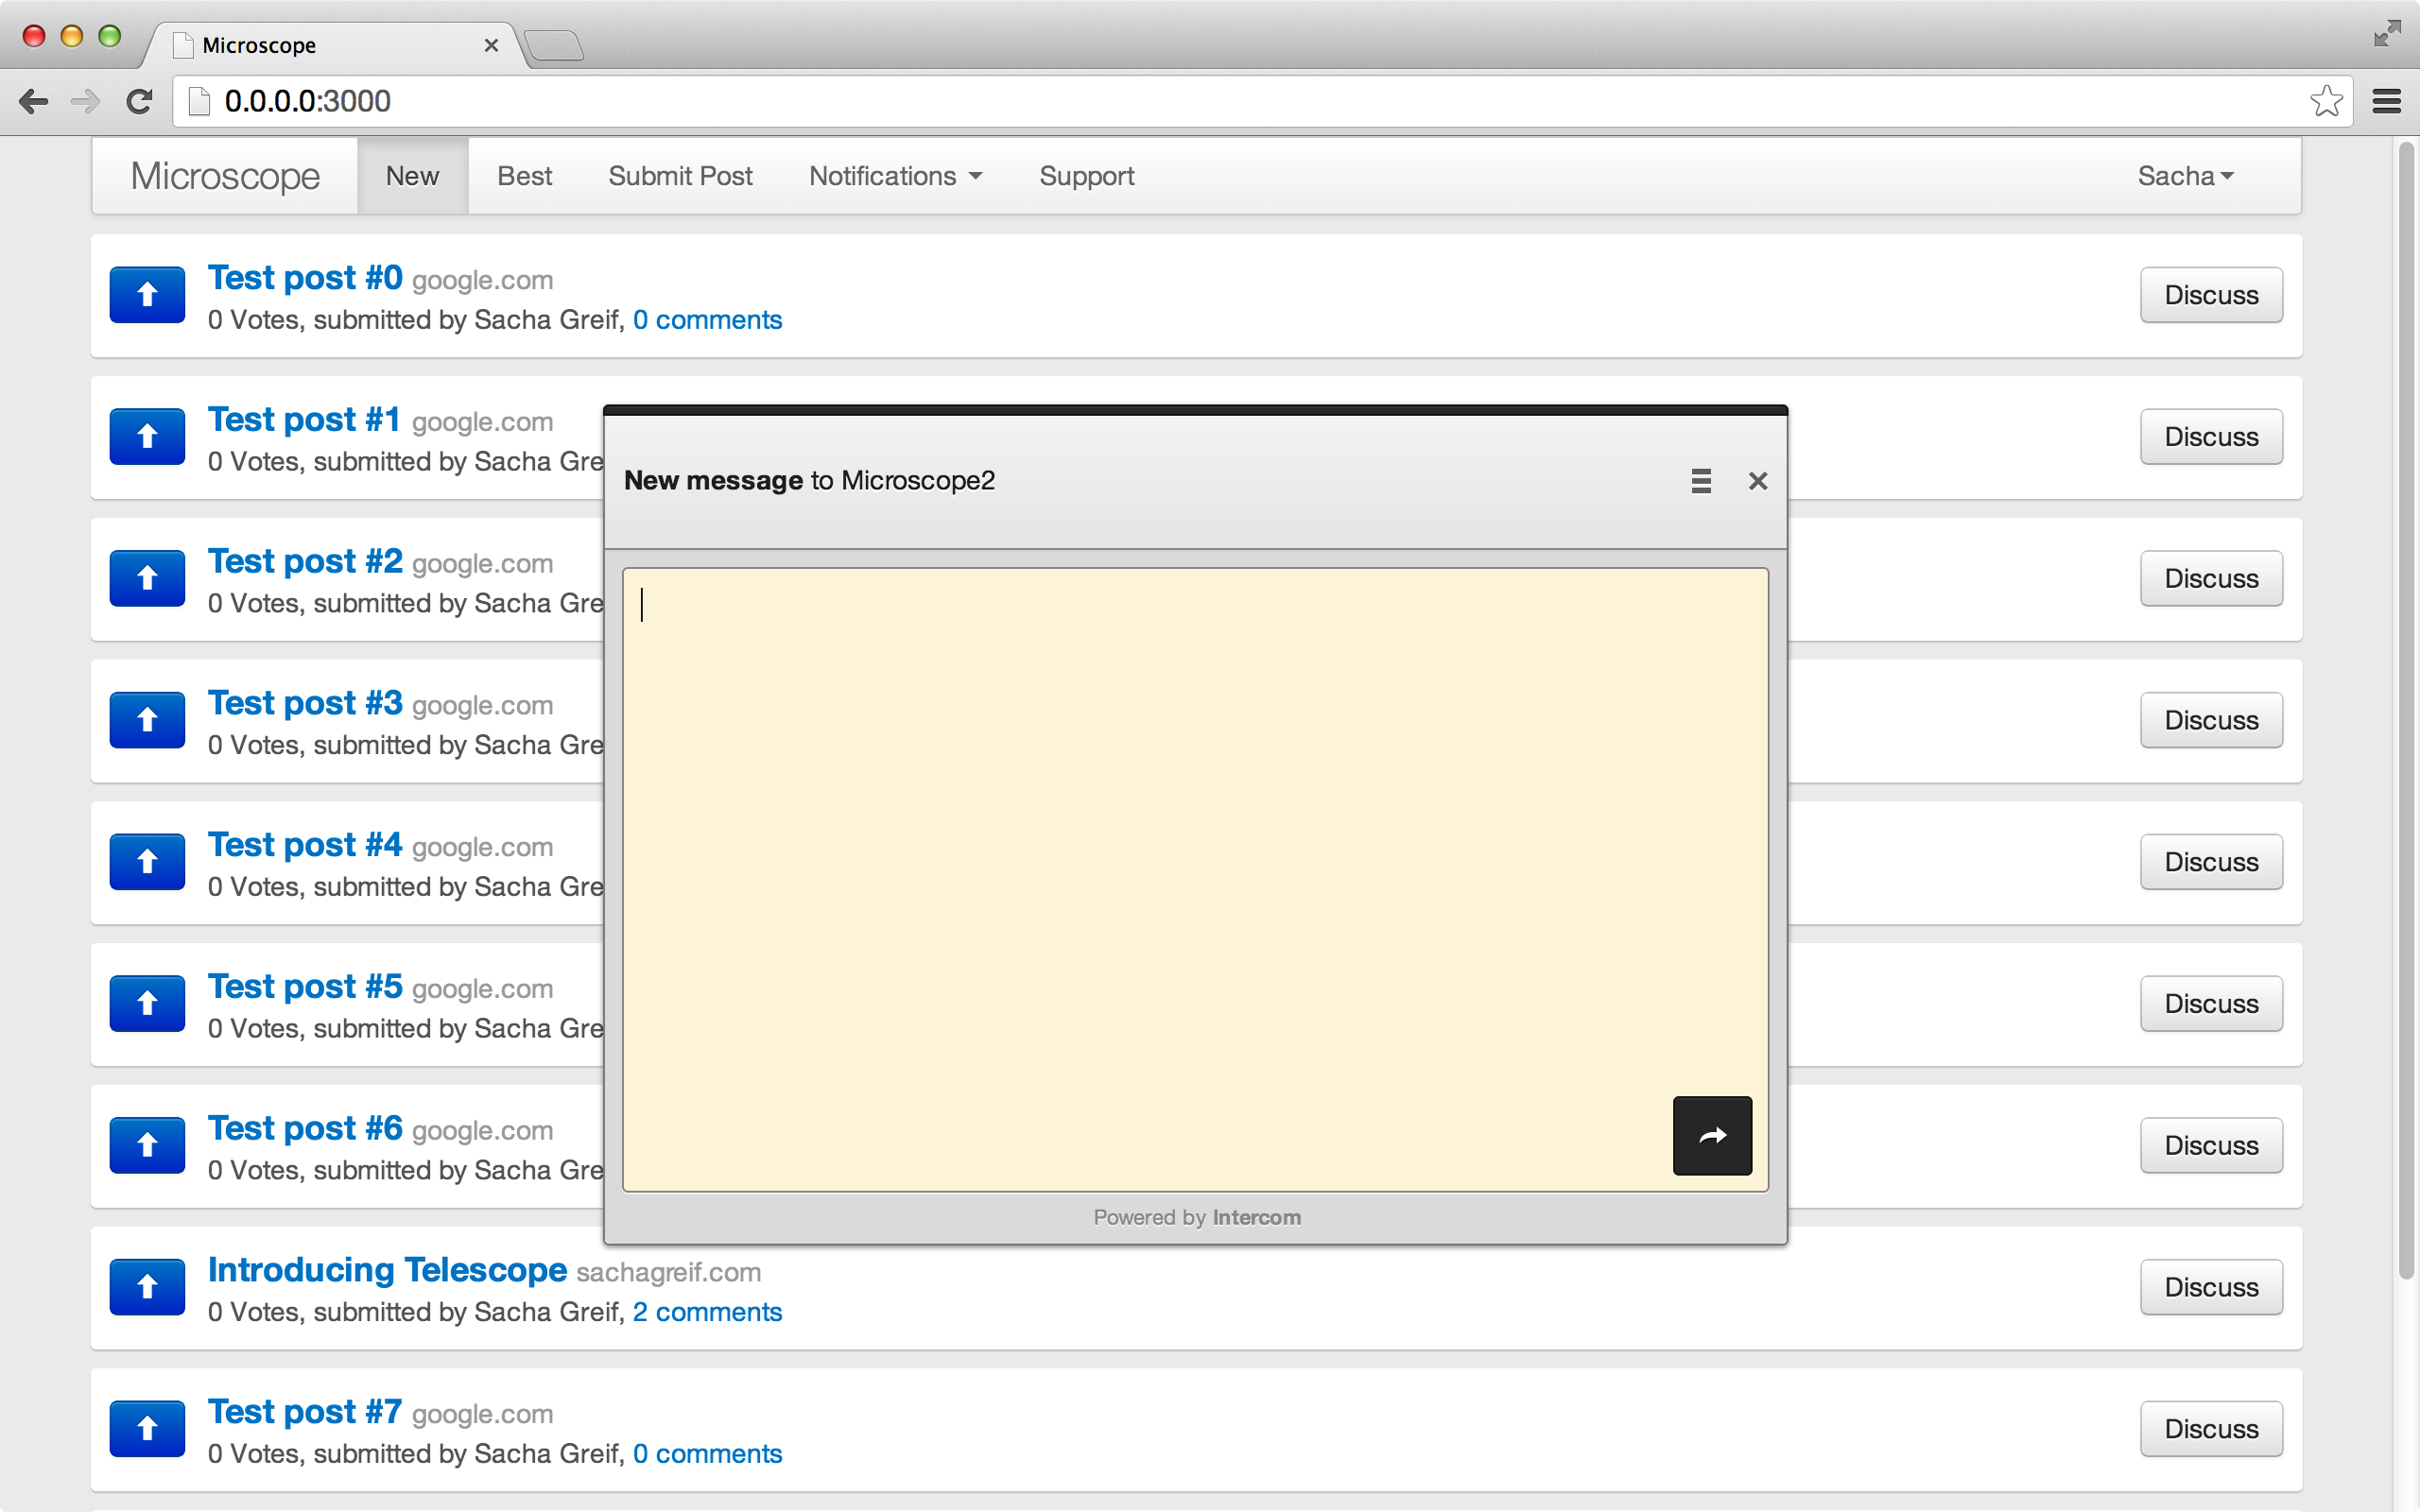 Microscope
0.0.0.0:3000
Microscope New Best Submit Post Notifications Support Sacha
Test post #0 google.com
0 Votes, submitted by Sacha Greif, 0 comments
Discuss
Test post #1 google.com
0 Votes, submitted by Sacha Gre
Discuss
Test post #2 google.com
0 Votes, submitted by Sacha Gre
Discuss
Test post #3 google.com
0 Votes, submitted by Sacha Gre
Discuss
Test post #4 google.com
0 Votes, submitted by Sacha Gre
Discuss
Test post #5 google.com
0 Votes, submitted by Sacha Gre
Discuss
Test post #6 google.com
0 Votes, submitted by Sacha Gre
Discuss
Introducing Telescope sachagreif.com
0 Votes, submitted by Sacha Greif, 2 comments
Discuss
Test post #7 google.com
0 Votes, submitted by Sacha Greif, 0 comments
Discuss
New message to Microscope2
Powered by Intercom